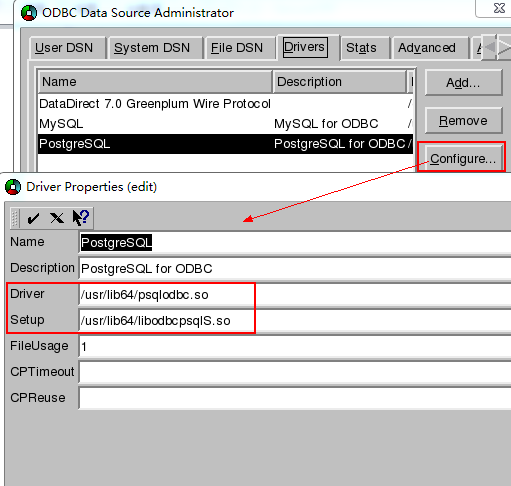 ODBC Data Source Administrator
User DSN System DSN File DSN Drivers Stats Advanced
Name Description
Add...
DataDirect 7.0 Greenplum Wire Protocol /
MySQL MySQL for ODBC /
Remove
PostgreSQL PostgreSQL for ODBC /
Configure...
Driver Properties (edit)
Name PostgreSQL
Description PostgreSQL for ODBC
Driver /usr/lib64/psqlodbc.so
Setup /usr/lib64/libodbcpsqlS.so
FileUsage 1
CPTimeout
CPReuse